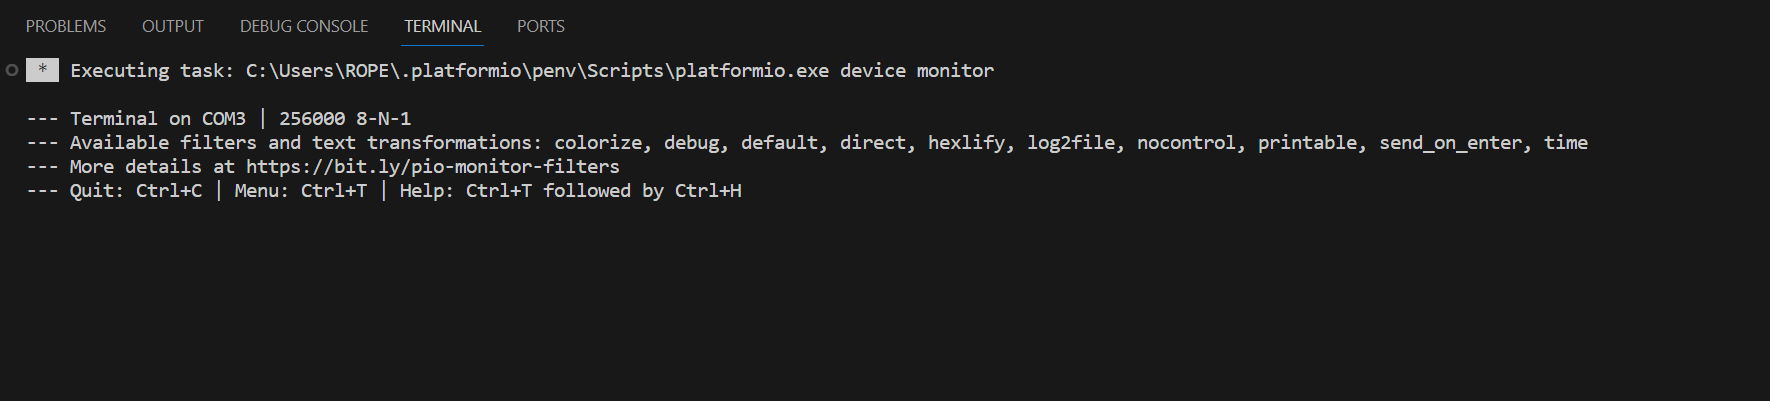 PROBLEMS OUTPUT DEBUG CONSOLE TERMINAL PORTS
* Executing task: C:\Users\ROPE\.platformio\penv\Scripts\platformio.exe device monitor
--- Terminal on COM3 | 256000 8-N-1
--- Available filters and text transformations: colorize, debug, default, direct, hexlify, log2file, nocontrol, printable, send_on_enter, time
--- More details at https://bit.ly/pio-monitor-filters
--- Quit: Ctrl+C | Menu: Ctrl+T | Help: Ctrl+T followed by Ctrl+H